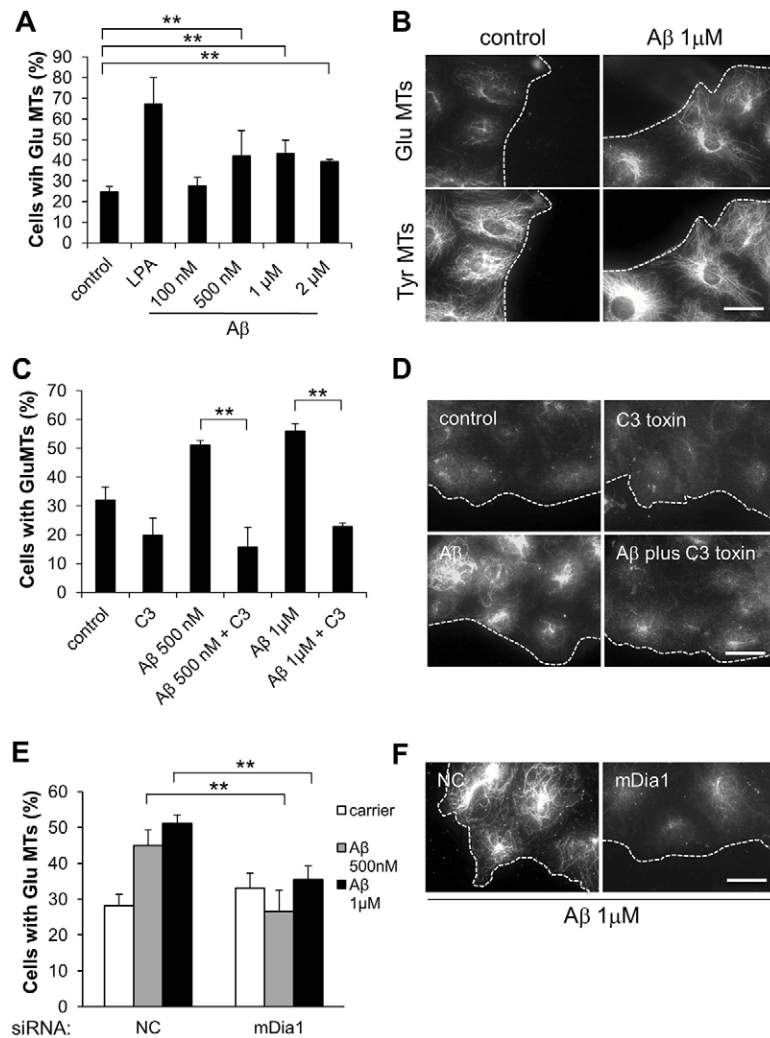 A
**
**
**
Cells wih Glu MTs (%)
90
80
70
60
50
40
30
20
10
0
control
LPA
100 nM
500 nM
1 µM
2 µM
Aβ
B
control
Aβ 1µM
Glu MTs
Tyr MTs
C
**
**
Cells with GluMTs (%)
70
60
50
40
30
20
10
0
control
C3
Aβ 500 nM
Aβ 500 nM + C3
Aβ 1µM
Aβ 1µM + C3
D
control
C3 toxin
Aβ
Aβ plus C3 toxin
E
**
**
Cells with Glu MTs (%)
60
50
40
30
20
10
0
carrier
Aβ
500nM
Aβ
1µM
siRNA:
NC
mDia1
F
NC
mDia1
Aβ 1µM